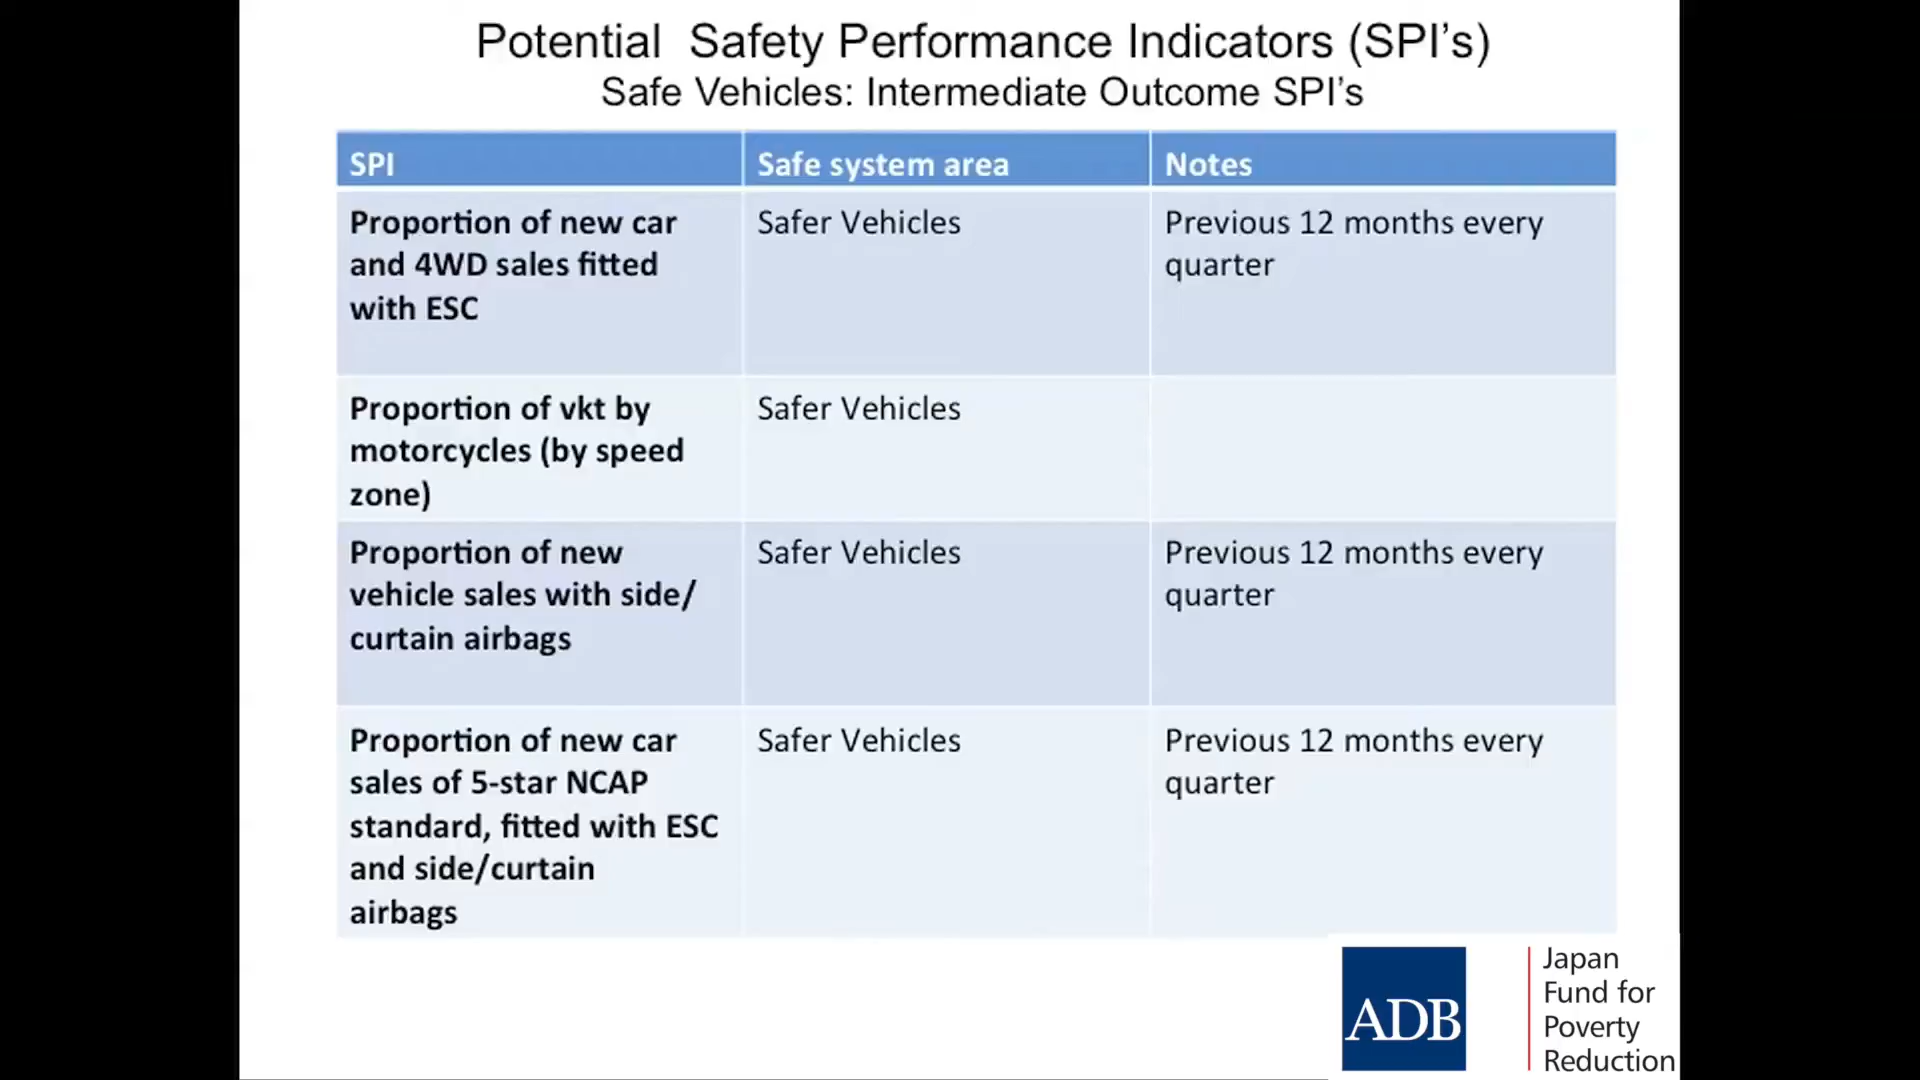 Potential  Safety Performance Indicators (SPI’s)
Safe Vehicles: Intermediate Outcome SPI’s
SPI
Safe system area
Notes
Proportion of new car
and 4WD sales fitted
with ESC
Safer Vehicles
Previous 12 months every
quarter
Proportion of vkt by
motorcycles (by speed
zone)
Safer Vehicles
Proportion of new
vehicle sales with side/
curtain airbags
Safer Vehicles
Previous 12 months every
quarter
Proportion of new car
sales of 5-star NCAP
standard, fitted with ESC
and side/curtain
airbags
Safer Vehicles
Previous 12 months every
quarter
ADB
Japan
Fund for
Poverty
Reduction